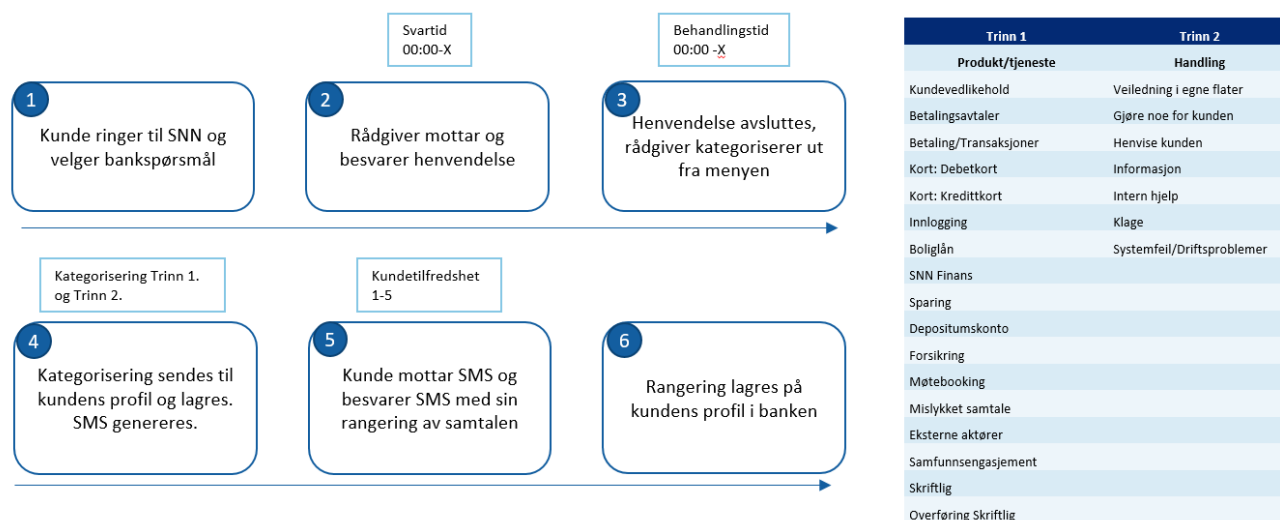 Svartid
00:00-X
Behandlingstid
00:00 -X
1
Kunde ringer til SNN og
velger bankspørsmål
2
Rådgiver mottar og
besvarer henvendelse
3
Henvendelse avsluttes,
rådgiver kategoriserer ut
fra menyen
Kategorisering Trinn 1.
og Trinn 2.
Kundetilfredshet
1-5
4
Kategorisering sendes til
kundens profil og lagres.
SMS genereres.
5
Kunde mottar SMS og
besvarer SMS med sin
rangering av samtalen
6
Rangering lagres på
kundens profil i banken
Trinn 1 Trinn 2
Produkt/tjeneste Handling
Kundevedlikehold Veiledning i egne flater
Betalingsavtaler Gjøre noe for kunden
Betaling/Transaksjoner Henvise kunden
Kort: Debetkort Informasjon
Kort: Kredittkort Intern hjelp
Innlogging Klage
Boliglån Systemfeil/Driftsproblemer
SNN Finans
Sparing
Depositumskonto
Forsikring
Møtebooking
Mislykket samtale
Eksterne aktører
Samfunnsengasjement
Skriftlig
Overføring Skriftlig